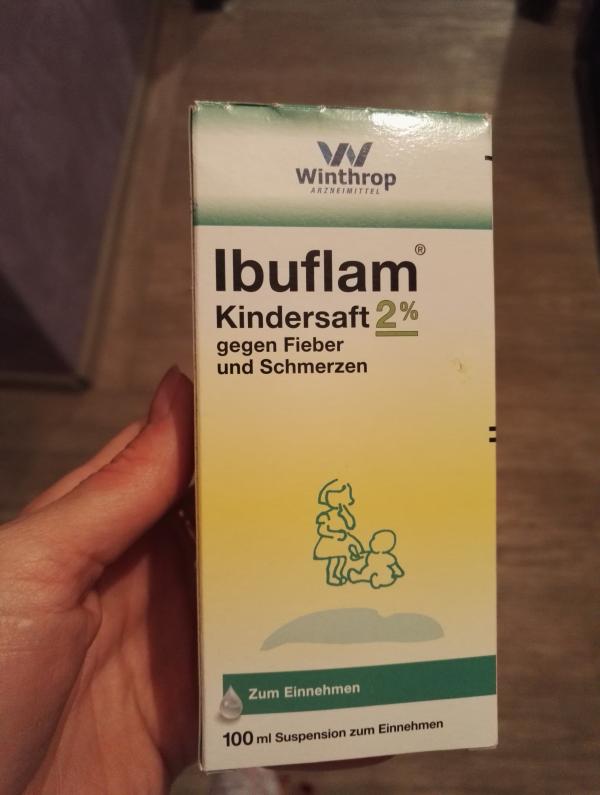 Winthrop
ARZNEIMITTEL
Ibuflam®
Kindersaft 2%
gegen Fieber
und Schmerzen
Zum Einnehmen
100 ml Suspension zum Einnehmen